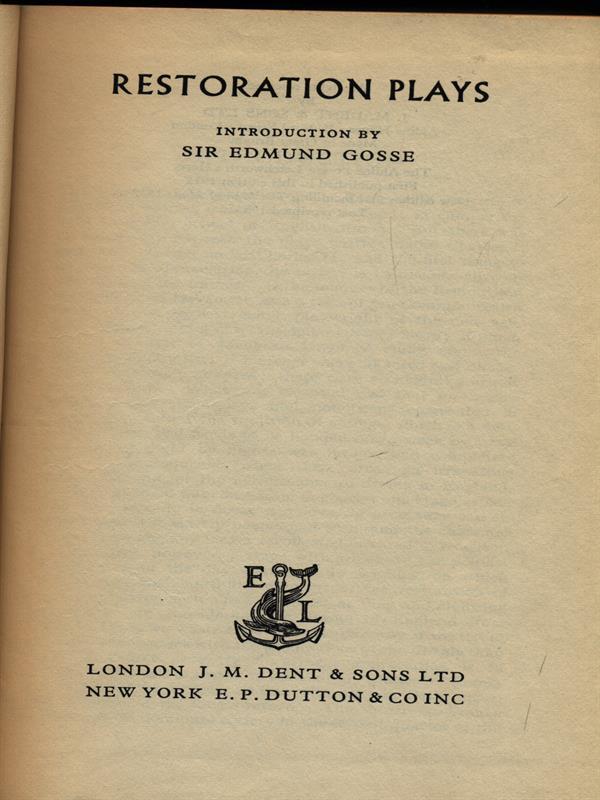 RESTORATION PLAYS
INTRODUCTION BY
SIR EDMUND GOSSE
E
L
LONDON J. M. DENT & SONS LTD
NEW YORK E. P. DUTTON & CO INC